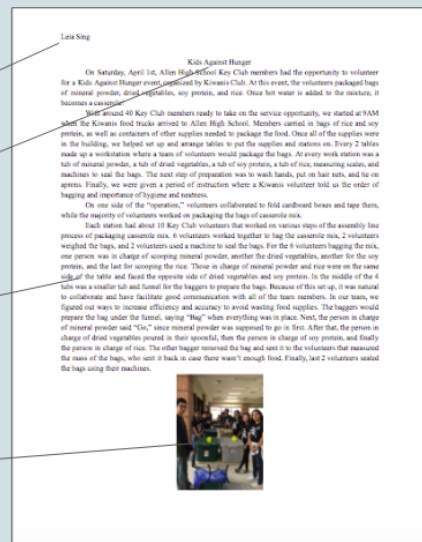 Leia Sing
Kids Against Hunger
On Saturday, April 1st, Allen High School Key Club members had the opportunity to volunteer
for a Kids Against Hunger event, organized by Kiwanis Club. At this event, the volunteers packaged bags
of mineral powder, dried vegetables, soy protein, and rice. Once hot water is added to the mixture, it
becomes a casserole!
With around 40 Key Club members ready to take on the service opportunity, we started at 9AM
when the Kiwanis food trucks arrived to Allen High School. Members carried in bags of rice and soy
protein, as well as containers of other supplies needed to package the food. Once all of the supplies were
in the building, we helped set up and arrange tables to put the supplies and stations on. Every 2 tables
made up a workstation where a team of volunteers would package the bags. At every work station was a
tub of mineral powder, a tub of dried vegetables, a tub of soy protein, a tub of rice, measuring scales, and
machines to seal the bags. The next step of preparation was to wash hands, put on hair nets, and tie on
aprons. Finally, we were given a period of instruction where a Kiwanis volunteer told us the order of
bagging and importance of hygiene and neatness.
On one side of the "operation," volunteers collaborated to fold cardboard boxes and tape them,
while the majority of volunteers worked on packaging the bags of casserole mix.
Each station had about 10 Key Club volunteers that worked on various steps of the assembly line
process of packaging casserole mix. 6 volunteers worked together to bag the casserole mix, 2 volunteers
weighed the bags, and 2 volunteers used a machine to seal the bags. For the 6 volunteers bagging the mix,
one person was in charge of scooping mineral powder, another the dried vegetables, another for the soy
protein, and the last for scooping the rice. Those in charge of mineral powder and rice were on the same
side of the table and faced the opposite side of dried vegetables and soy protein. In the middle of the 4
tubs was a smaller tub and funnel for the baggers to prepare the bags. Because of this set up, it was natural
to collaborate and have facilitate good communication with all of the team members. In our team, we
figured out ways to increase efficiency and accuracy to avoid wasting food supplies. The baggers would
prepare the bag under the funnel, saying "Bag" when everything was in place. Next, the person in charge
of mineral powder said "Go," since mineral powder was supposed to go in first. After that, the person in
charge of dried vegetables poured in their spoonful, then the person in charge of soy protein, and finally
the person in charge of rice. The other bagger removed the bag and sent it to the volunteers that measured
the mass of the bags, who sent it back in case there wasn't enough food. Finally, last 2 volunteers sealed
the bags using their machines.